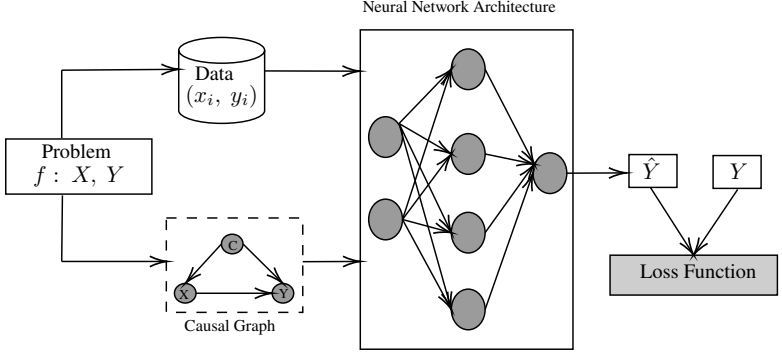 Neural Network Architecture
Data
(x_i, y_i)
Problem
f : X, Y
Ŷ
Y
C
X
Y
Loss Function
Causal Graph